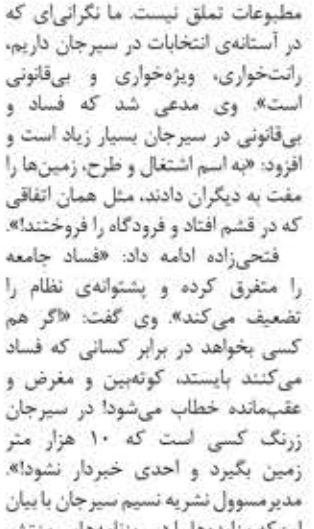 مطبوعات تملق نیست. ما نگرانی‌ای که
در آستانه‌ی انتخابات در سیرجان داریم،
رانت‌خواری، ویژه‌خواری و بی‌قانونی
است». وی مدعی شد که فساد و
بی‌قانونی در سیرجان بسیار زیاد است و
افزود: «به اسم اشتغال و طرح، زمین‌ها را
مفت به دیگران دادند، مثل همان اتفاقی
که در قشم افتاد و فرودگاه را فروختند!».
فتحی‌زاده ادامه داد: «فساد جامعه
را متفرق کرده و پشتوانه‌ی نظام را
تضعیف می‌کند». وی گفت: «اگر هم
کسی بخواهد در برابر کسانی که فساد
می‌کنند بایستد، کوته‌بین و مغرض و
عقب‌مانده خطاب می‌شود! در سیرجان
زرنگ کسی است که ۱۰ هزار متر
زمین بگیرد و احدی خبردار نشود!».
مدیرمسوول نشریه نسیم سیرجان با بیان